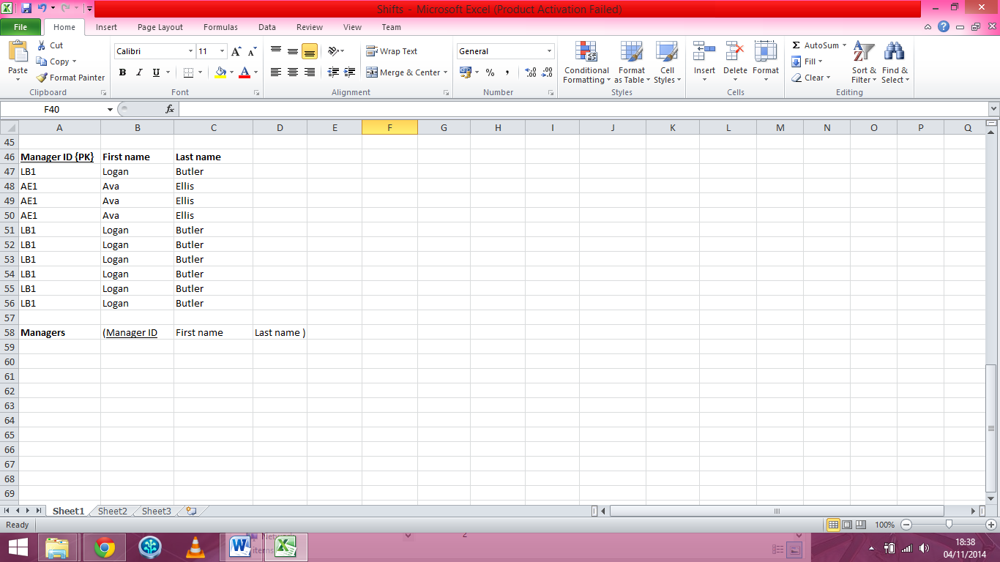 Shifts - Microsoft Excel (Product Activation Failed)
File Home Insert Page Layout Formulas Data Review View Team
Paste Cut Copy Format Painter Clipboard
Calibri 11 B I U Font
Wrap Text Merge & Center Alignment
General % , Number
Conditional Formatting Format as Table Cell Styles Styles
Insert Delete Format Cells
Σ AutoSum Fill Clear Sort & Filter Find & Select Editing
F40 fx
A B C D E F G H I J K L M N O P Q
45
46 Manager ID {PK} First name Last name
47 LB1 Logan Butler
48 AE1 Ava Ellis
49 AE1 Ava Ellis
50 AE1 Ava Ellis
51 LB1 Logan Butler
52 LB1 Logan Butler
53 LB1 Logan Butler
54 LB1 Logan Butler
55 LB1 Logan Butler
56 LB1 Logan Butler
57
58 Managers (Manager ID First name Last name )
59
60
61
62
63
64
65
66
67
68
69
Sheet1 Sheet2 Sheet3
Ready 100%
2
items
18:38
04/11/2014